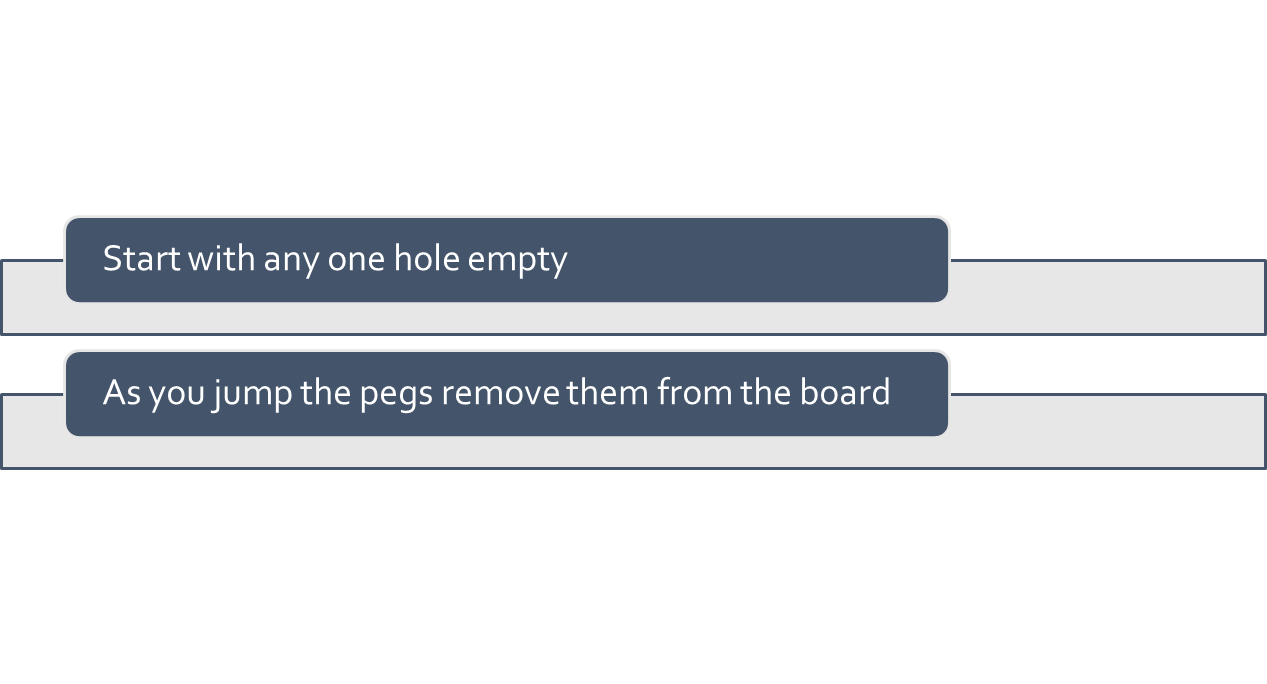 Start with any one hole empty
As you jump the pegs remove them from the board